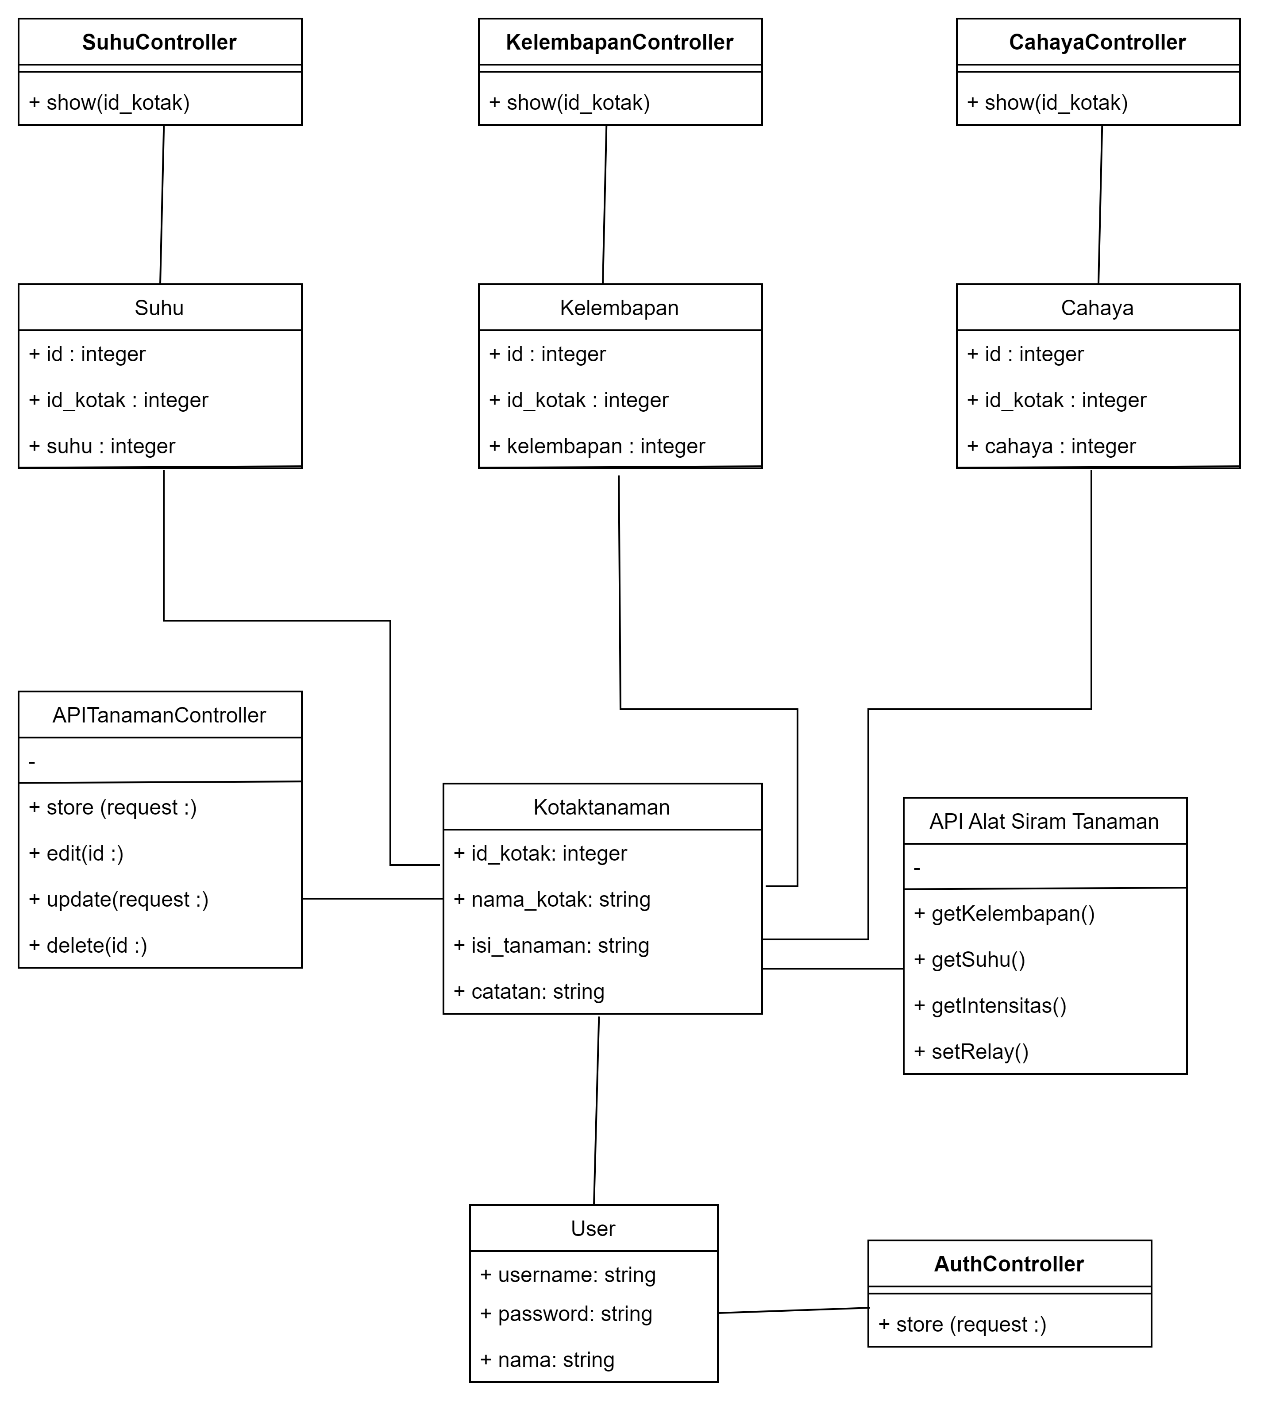 SuhuController
+ show(id_kotak)
KelembapanController
+ show(id_kotak)
CahayaController
+ show(id_kotak)
Suhu
+ id : integer
+ id_kotak : integer
+ suhu : integer
Kelembapan
+ id : integer
+ id_kotak : integer
+ kelembapan : integer
Cahaya
+ id : integer
+ id_kotak : integer
+ cahaya : integer
APITanamanController
-
+ store (request :)
+ edit(id :)
+ update(request :)
+ delete(id :)
Kotaktanaman
+ id_kotak: integer
+ nama_kotak: string
+ isi_tanaman: string
+ catatan: string
API Alat Siram Tanaman
-
+ getKelembapan()
+ getSuhu()
+ getIntensitas()
+ setRelay()
User
+ username: string
+ password: string
+ nama: string
AuthController
+ store (request :)